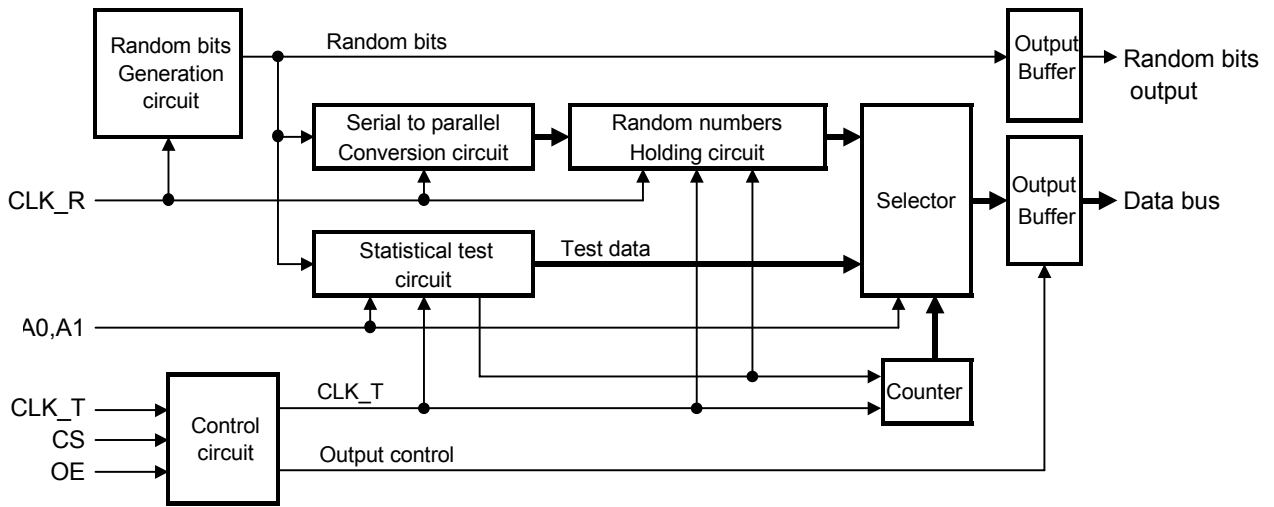 Random bits
Generation
circuit
Random bits
Output
Buffer
Random bits
output
Serial to parallel
Conversion circuit
Random numbers
Holding circuit
CLK_R
Selector
Output
Buffer
Data bus
Statistical test
circuit
Test data
A0,A1
CLK_T
CS
OE
Control
circuit
CLK_T
Counter
Output control